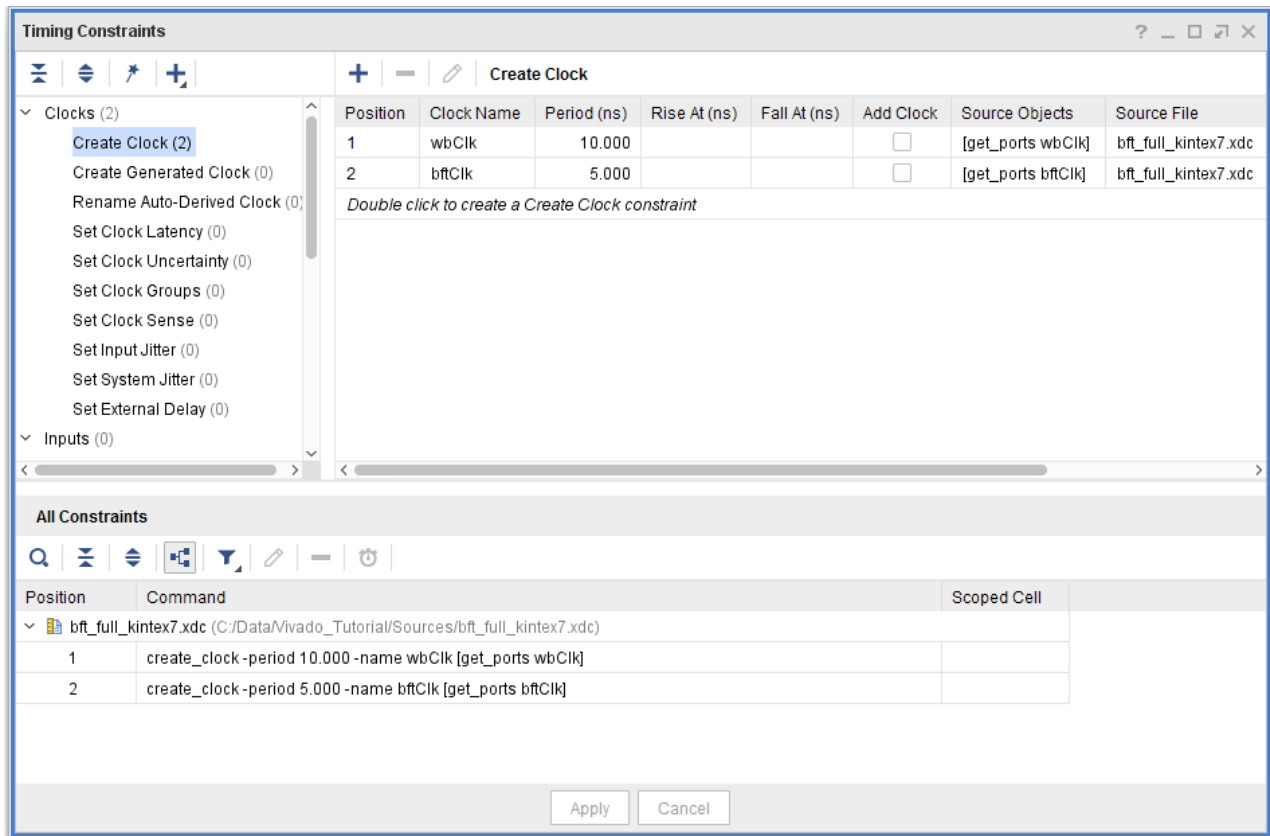 Timing Constraints
Create Clock
Clocks (2)
Create Clock (2)
Create Generated Clock (0)
Rename Auto-Derived Clock (0)
Set Clock Latency (0)
Set Clock Uncertainty (0)
Set Clock Groups (0)
Set Clock Sense (0)
Set Input Jitter (0)
Set System Jitter (0)
Set External Delay (0)
Inputs (0)
Position Clock Name Period (ns) Rise At (ns) Fall At (ns) Add Clock Source Objects Source File
1 wbClk 10.000 [get_ports wbClk] bft_full_kintex7.xdc
2 bftClk 5.000 [get_ports bftClk] bft_full_kintex7.xdc
Double click to create a Create Clock constraint
All Constraints
Position Command Scoped Cell
bft_full_kintex7.xdc (C:/Data/Vivado_Tutorial/Sources/bft_full_kintex7.xdc)
1 create_clock -period 10.000 -name wbClk [get_ports wbClk]
2 create_clock -period 5.000 -name bftClk [get_ports bftClk]
Apply Cancel